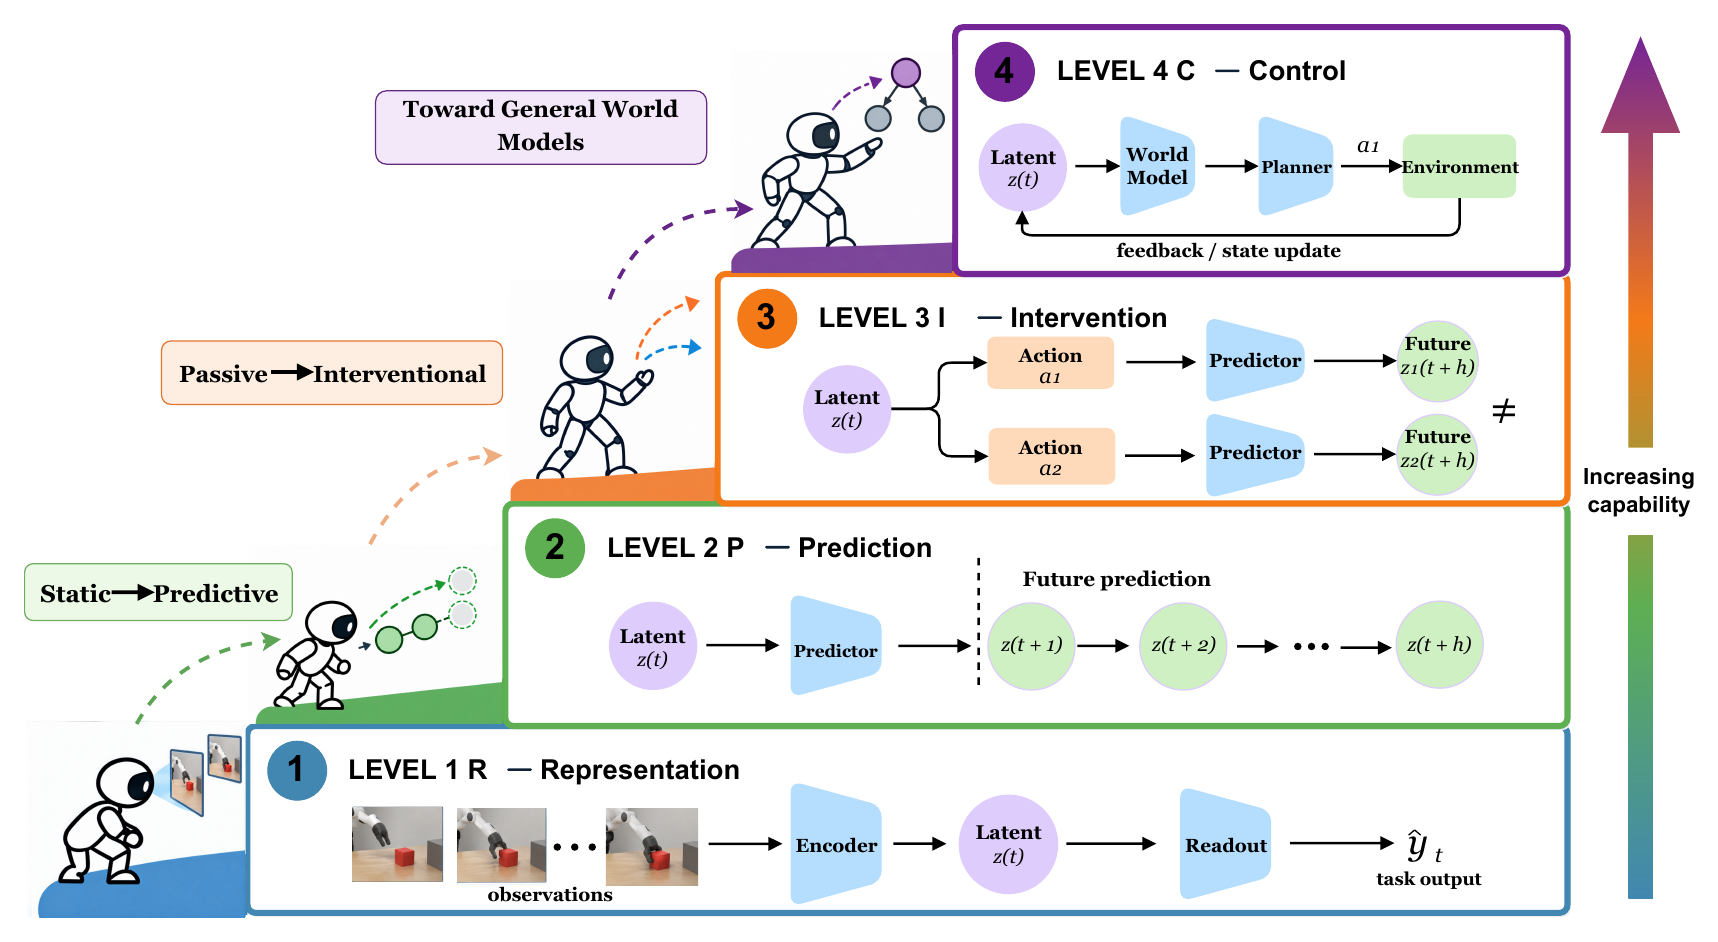 4
LEVEL 4 C — Control
Toward General World
Models
Latent
z(t)
World
Model
Planner
a1
Environment
feedback / state update
3
LEVEL 3 I — Intervention
Passive → Interventional
Latent
z(t)
Action
a1
Predictor
Future
z1(t + h)
≠
Action
a2
Predictor
Future
z2(t + h)
Increasing
capability
2
LEVEL 2 P — Prediction
Static → Predictive
Future prediction
Latent
z(t)
Predictor
z(t + 1)
z(t + 2)
•••
z(t + h)
1
LEVEL 1 R — Representation
•••
observations
Encoder
Latent
z(t)
Readout
ŷ t
task output